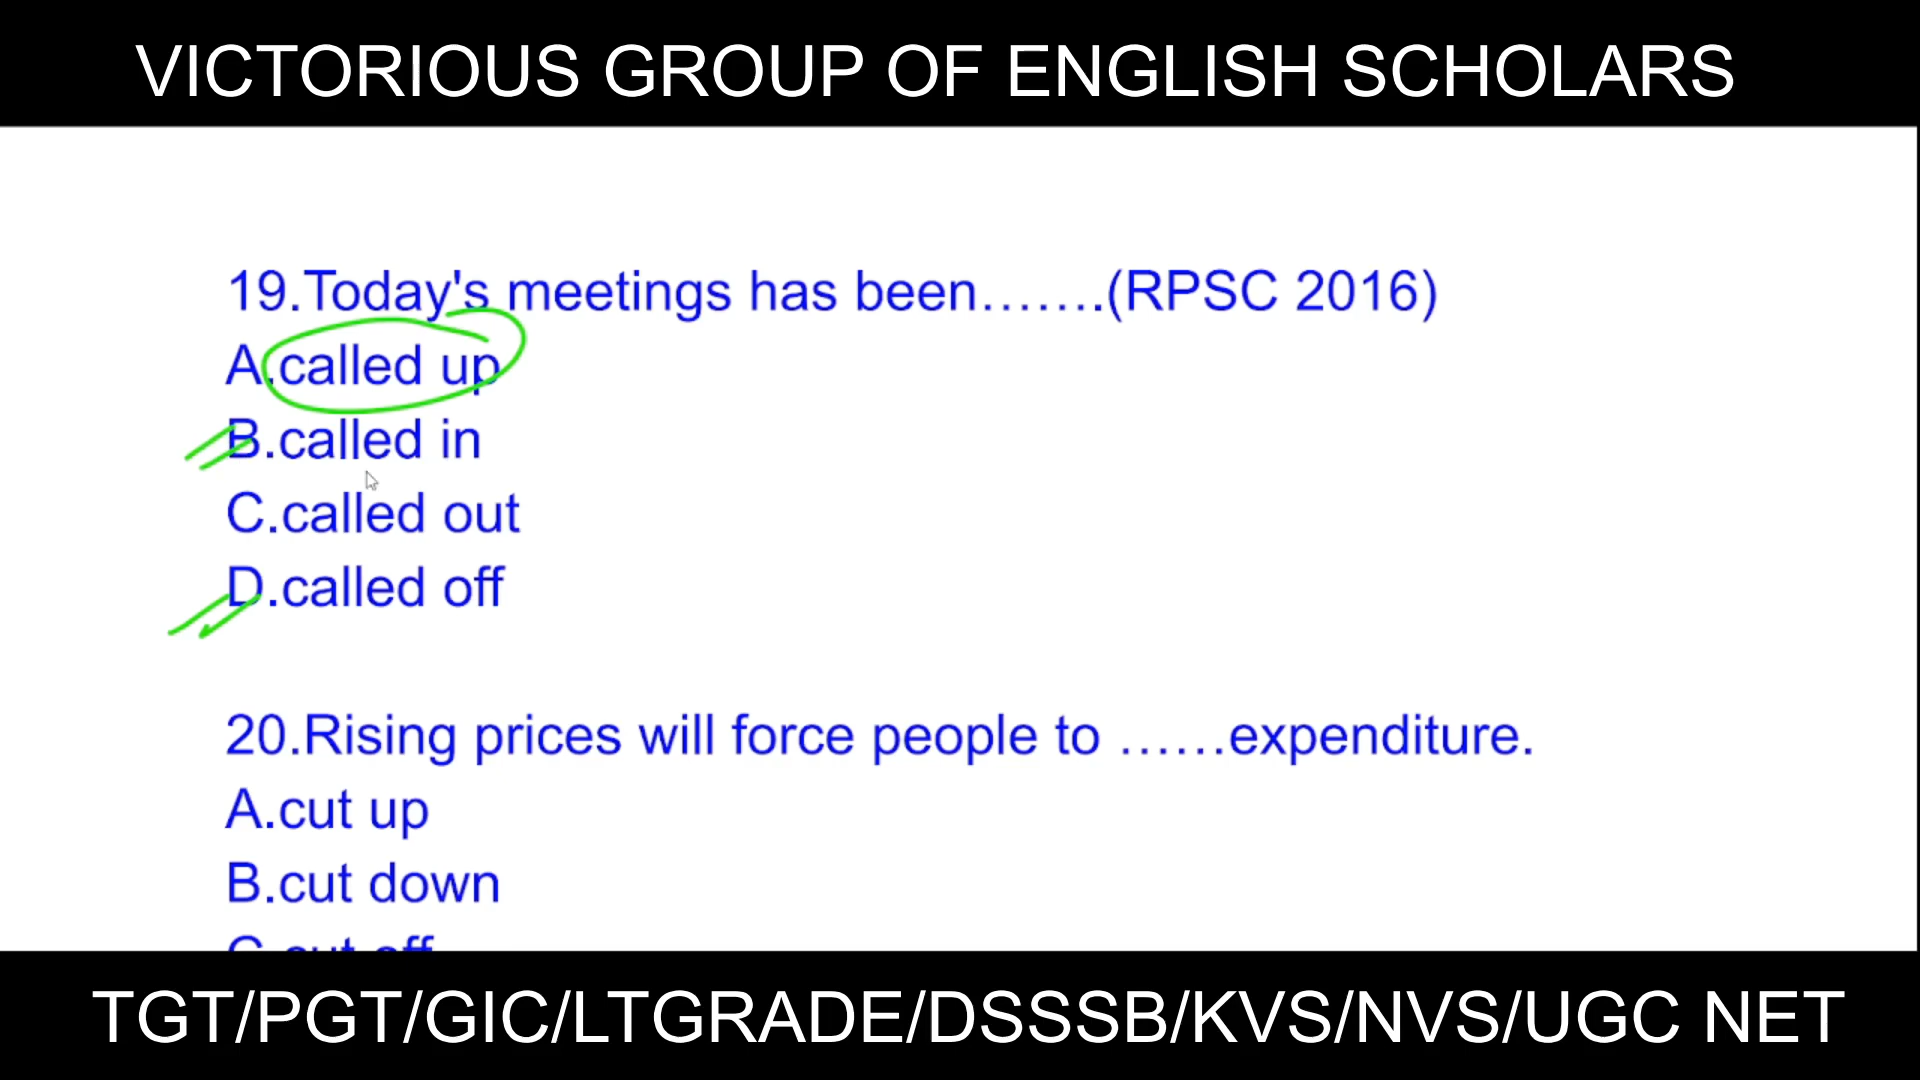 VICTORIOUS GROUP OF ENGLISH SCHOLARS
19.Today's meetings has been.......(RPSC 2016)
A.called up
B.called in
C.called out
D.called off
20.Rising prices will force people to ......expenditure.
A.cut up
B.cut down
C.cut off
TGT/PGT/GIC/LTGRADE/DSSSB/KVS/NVS/UGC NET